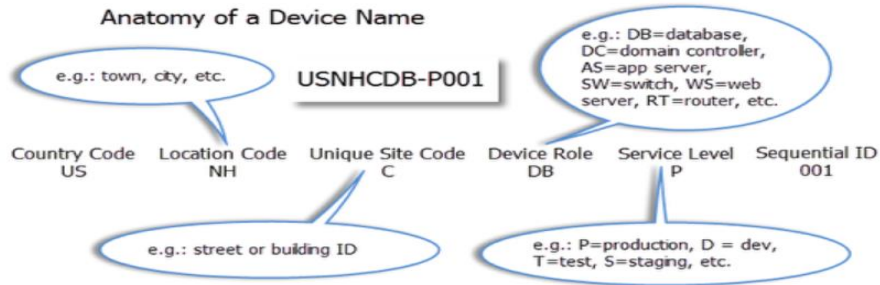 Anatomy of a Device Name
e.g.: town, city, etc.
USNHCDB-P001
e.g.: DB=database,
DC=domain controller,
AS=app server,
SW=switch, WS=web
server, RT=router, etc.
Country Code Location Code Unique Site Code Device Role Service Level Sequential ID
US NH C DB P 001
e.g.: street or building ID
e.g.: P=production, D = dev,
T=test, S=staging, etc.